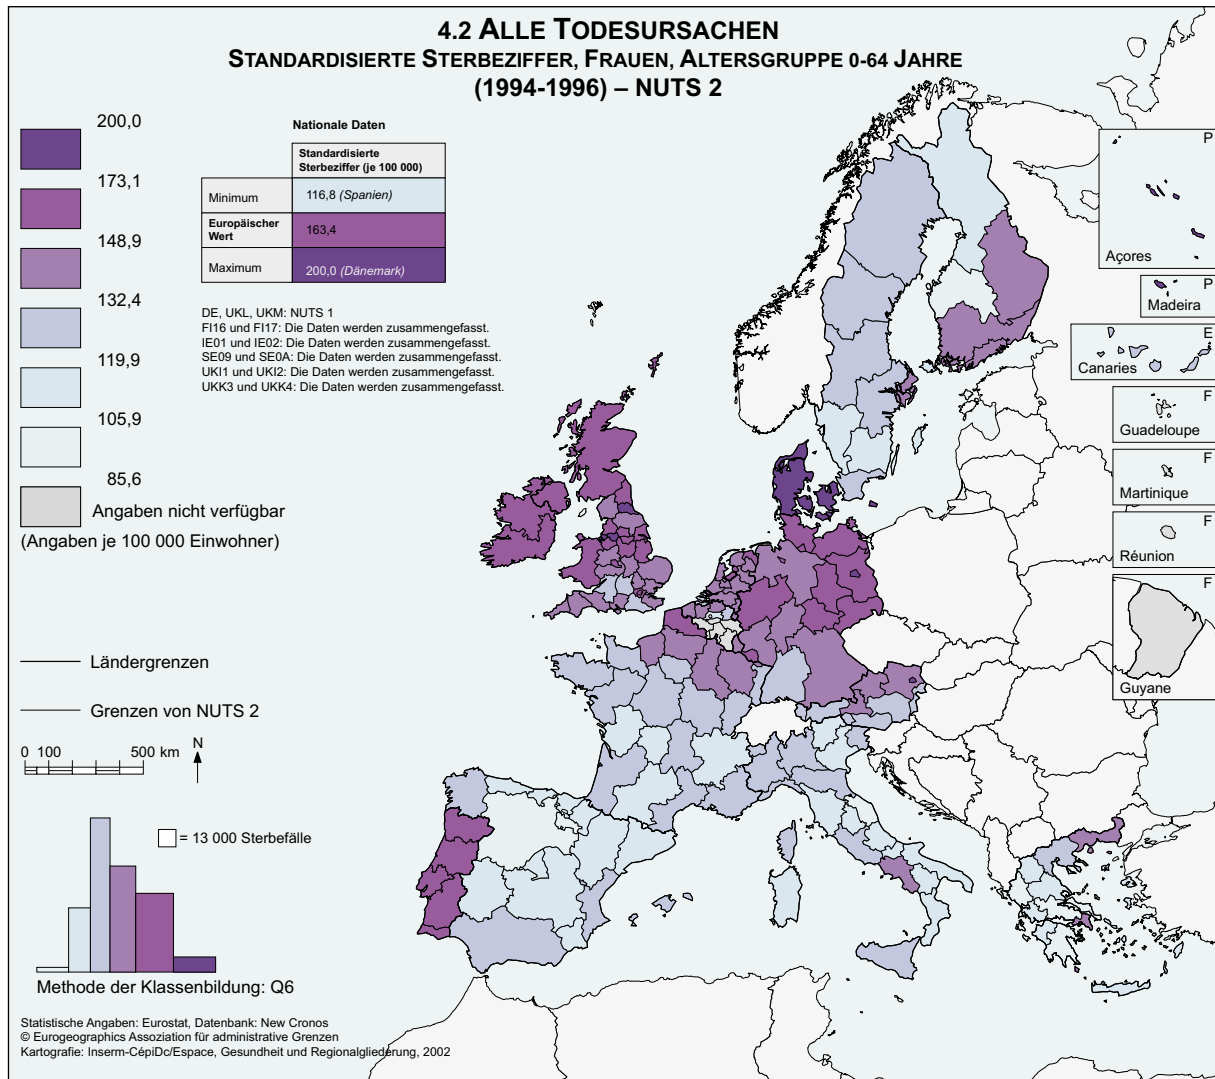 4.2 ALLE TODESURSACHEN
STANDARDISIERTE STERBEZIFFER, FRAUEN, ALTERSGRUPPE 0-64 JAHRE
(1994-1996) – NUTS 2
200,0
173,1
148,9
132,4
119,9
105,9
85,6
Angaben nicht verfügbar
(Angaben je 100 000 Einwohner)
Nationale Daten
Standardisierte
Sterbeziffer (je 100 000)
Minimum
116,8 (Spanien)
Europäischer
Wert
163,4
Maximum
200,0 (Dänemark)
DE, UKL, UKM: NUTS 1
FI16 und FI17: Die Daten werden zusammengefasst.
IE01 und IE02: Die Daten werden zusammengefasst.
SE09 und SE0A: Die Daten werden zusammengefasst.
UKI1 und UKI2: Die Daten werden zusammengefasst.
UKK3 und UKK4: Die Daten werden zusammengefasst.
P
Açores
P
Madeira
E
Canaries
F
Guadeloupe
F
Martinique
F
Réunion
F
Guyane
Ländergrenzen
Grenzen von NUTS 2
0 100 500 km
N
= 13 000 Sterbefälle
Methode der Klassenbildung: Q6
Statistische Angaben: Eurostat, Datenbank: New Cronos
© Eurogeographics Assoziation für administrative Grenzen
Kartografie: Inserm-CépiDc/Espace, Gesundheit und Regionalgliederung, 2002